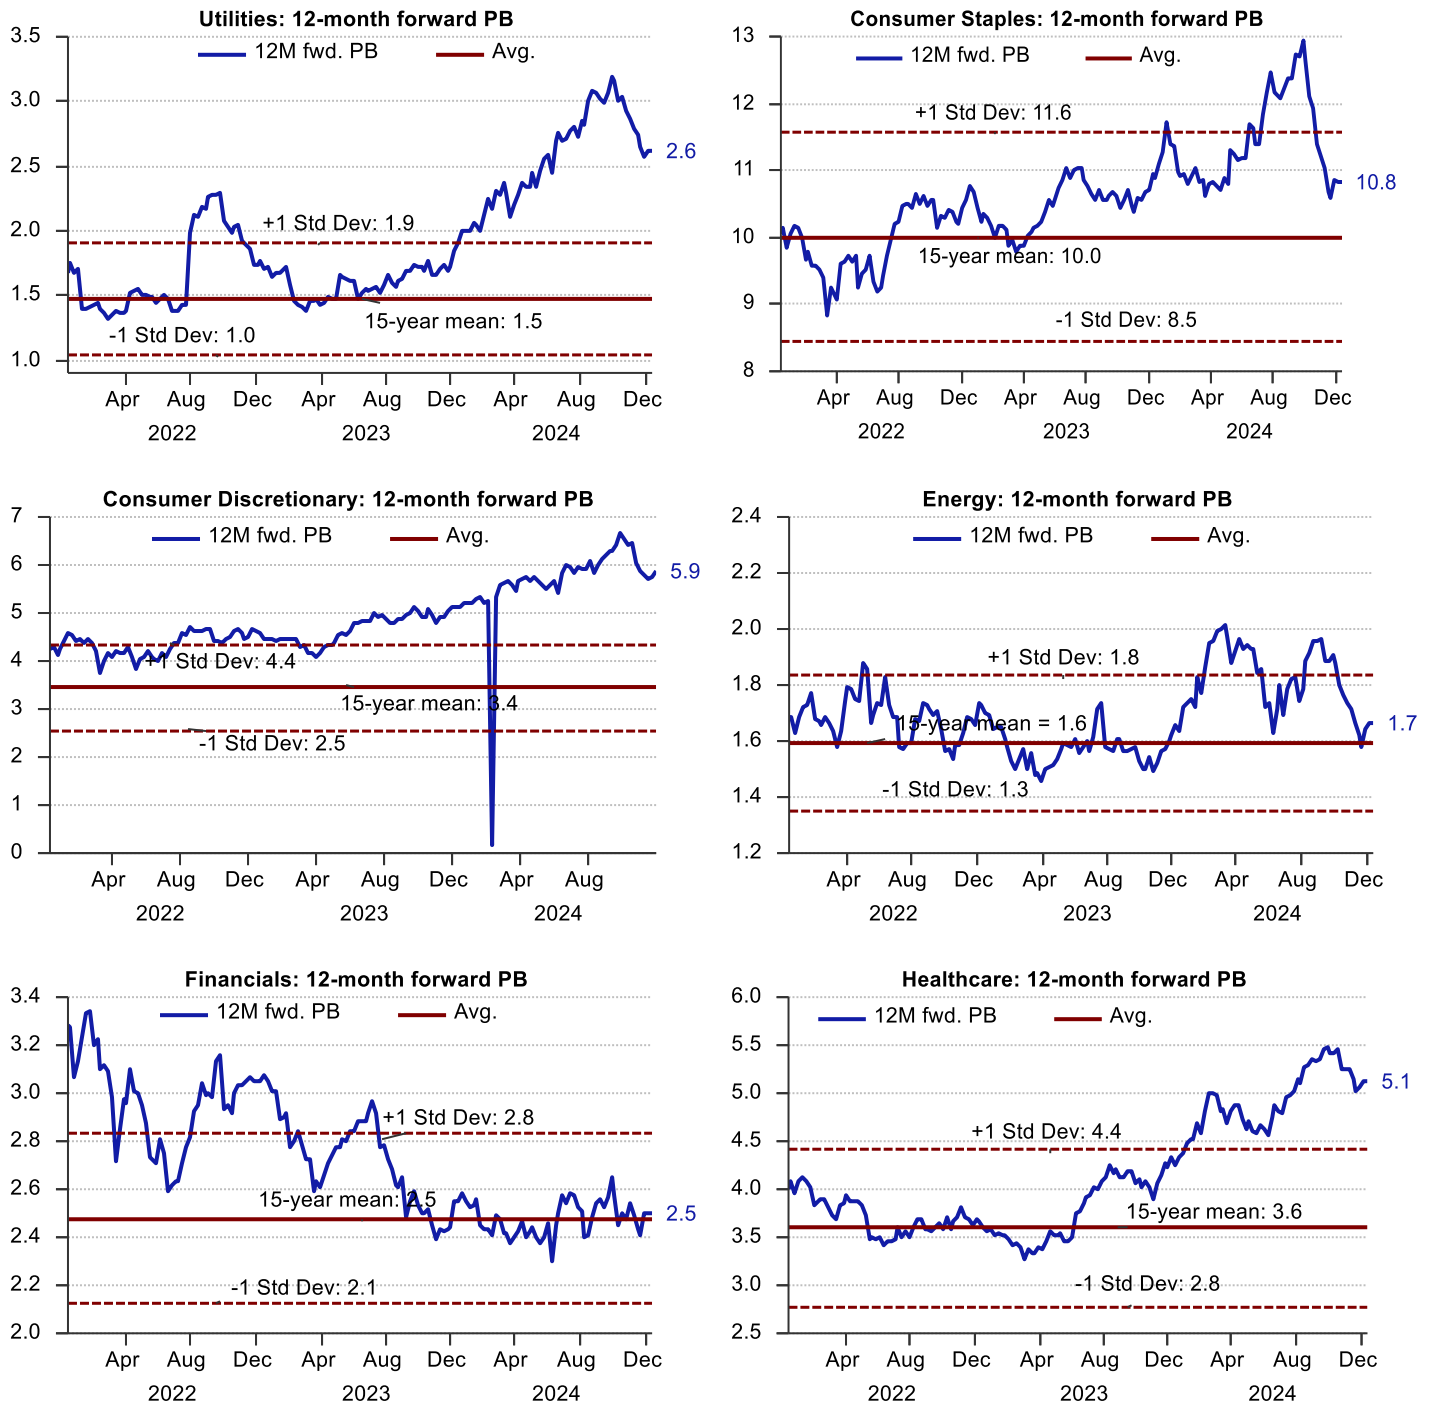 Utilities: 12-month forward PB
12M fwd. PB
Avg.
3.5
3.0
2.5
2.0
1.5
1.0
+1 Std Dev: 1.9
15-year mean: 1.5
-1 Std Dev: 1.0
2.6
Apr Aug Dec Apr Aug Dec Apr Aug Dec
2022 2023 2024
Consumer Staples: 12-month forward PB
12M fwd. PB
Avg.
13
12
11
10
9
8
+1 Std Dev: 11.6
15-year mean: 10.0
-1 Std Dev: 8.5
10.8
Apr Aug Dec Apr Aug Dec Apr Aug Dec
2022 2023 2024
Consumer Discretionary: 12-month forward PB
12M fwd. PB
Avg.
7
6
5
4
3
2
1
0
+1 Std Dev: 4.4
15-year mean: 3.4
-1 Std Dev: 2.5
5.9
Apr Aug Dec Apr Aug Dec Apr Aug
2022 2023 2024
Energy: 12-month forward PB
12M fwd. PB
Avg.
2.4
2.2
2.0
1.8
1.6
1.4
1.2
+1 Std Dev: 1.8
15-year mean = 1.6
-1 Std Dev: 1.3
1.7
Apr Aug Dec Apr Aug Dec Apr Aug Dec
2022 2023 2024
Financials: 12-month forward PB
12M fwd. PB
Avg.
3.4
3.2
3.0
2.8
2.6
2.4
2.2
2.0
+1 Std Dev: 2.8
15-year mean: 2.5
-1 Std Dev: 2.1
2.5
Apr Aug Dec Apr Aug Dec Apr Aug Dec
2022 2023 2024
Healthcare: 12-month forward PB
12M fwd. PB
Avg.
6.0
5.5
5.0
4.5
4.0
3.5
3.0
2.5
+1 Std Dev: 4.4
15-year mean: 3.6
-1 Std Dev: 2.8
5.1
Apr Aug Dec Apr Aug Dec Apr Aug Dec
2022 2023 2024